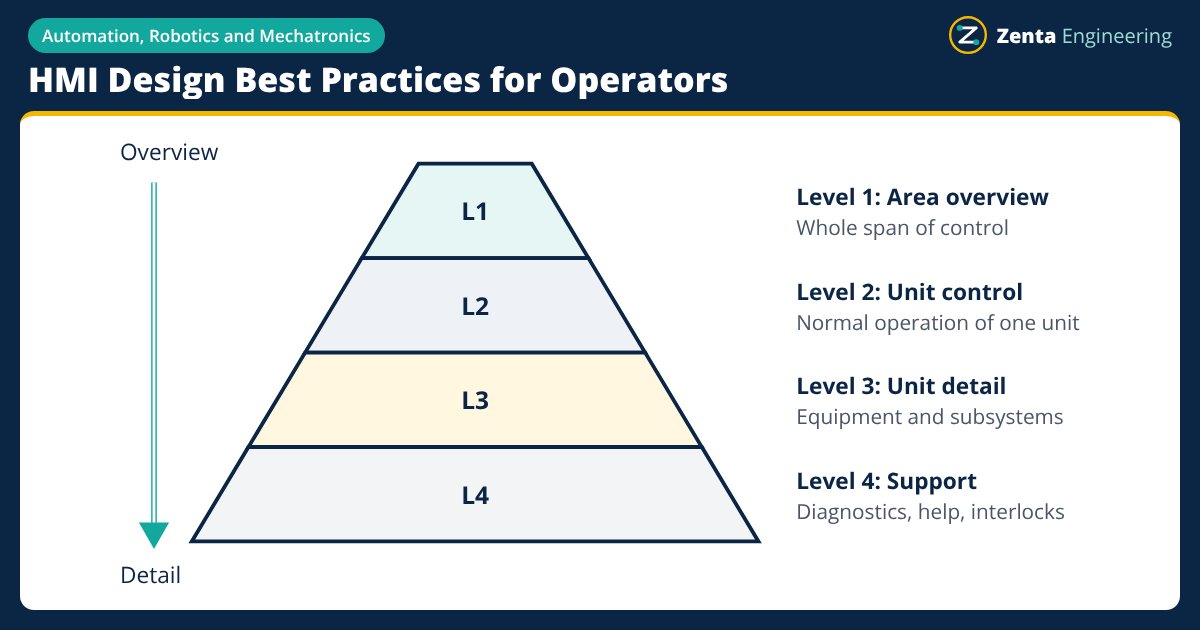 Automation, Robotics and Mechatronics
Zenta Engineering
HMI Design Best Practices for Operators
Overview
L1
L2
L3
L4
Detail
Level 1: Area overview
Whole span of control
Level 2: Unit control
Normal operation of one unit
Level 3: Unit detail
Equipment and subsystems
Level 4: Support
Diagnostics, help, interlocks